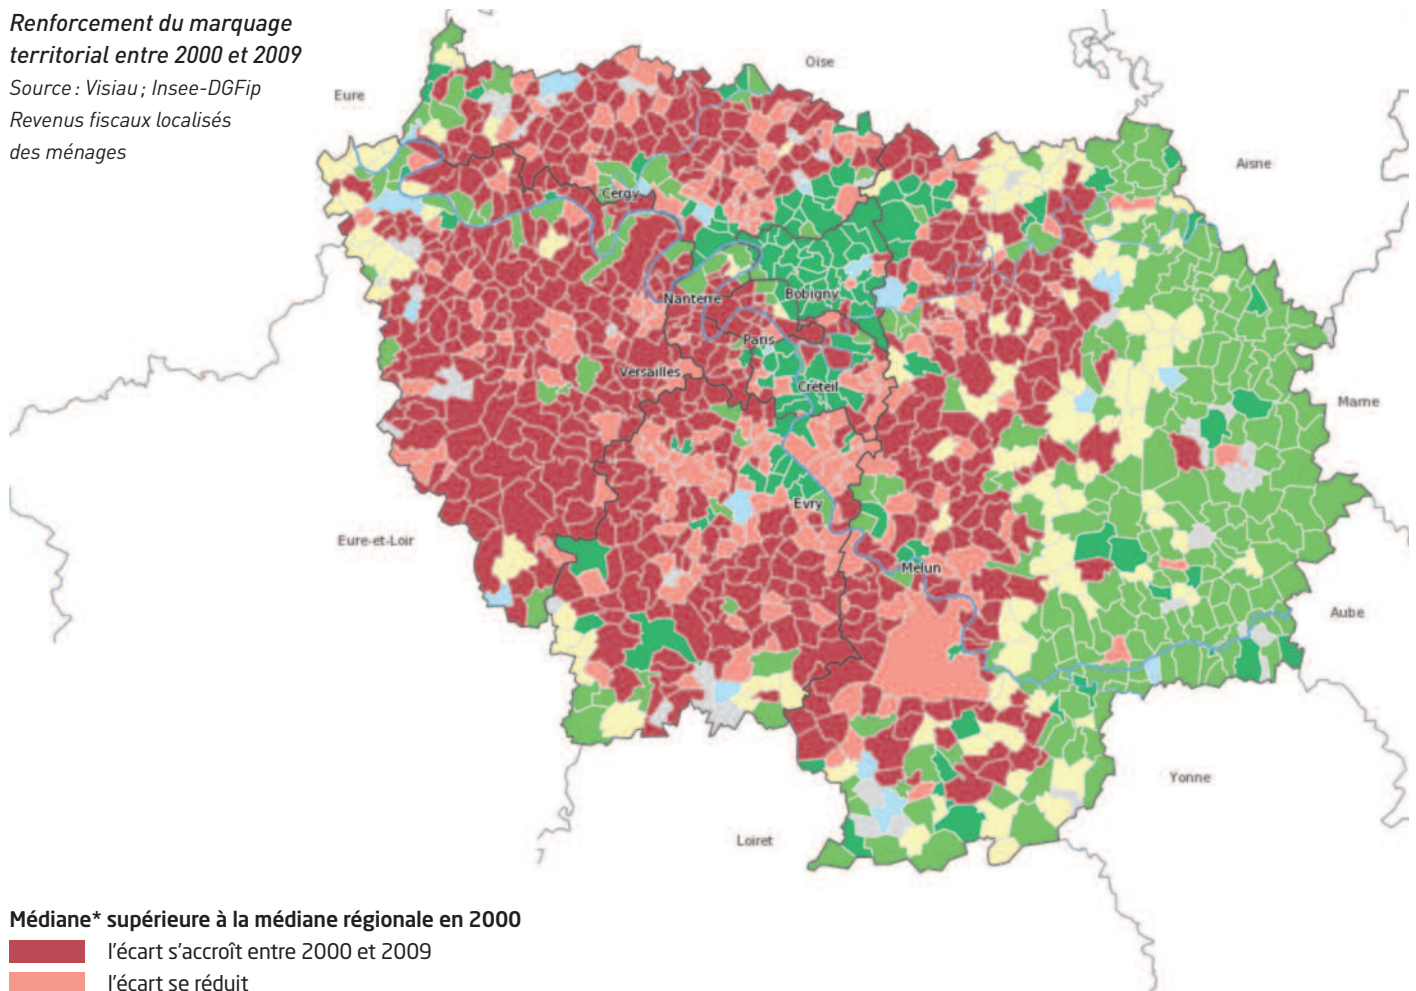 Renforcement du marquage
territorial entre 2000 et 2009
Source : Visiau ; Insee-DGFip
Revenus fiscaux localisés
des ménages
Oise
Eure
Aisne
Cergy
Nanterre
Bobigny
Paris
Versailles
Créteil
Marne
Evry
Eure-et-Loir
Melun
Aube
Yonne
Loiret
Médiane* supérieure à la médiane régionale en 2000
l'écart s'accroît entre 2000 et 2009
l'écart se réduit